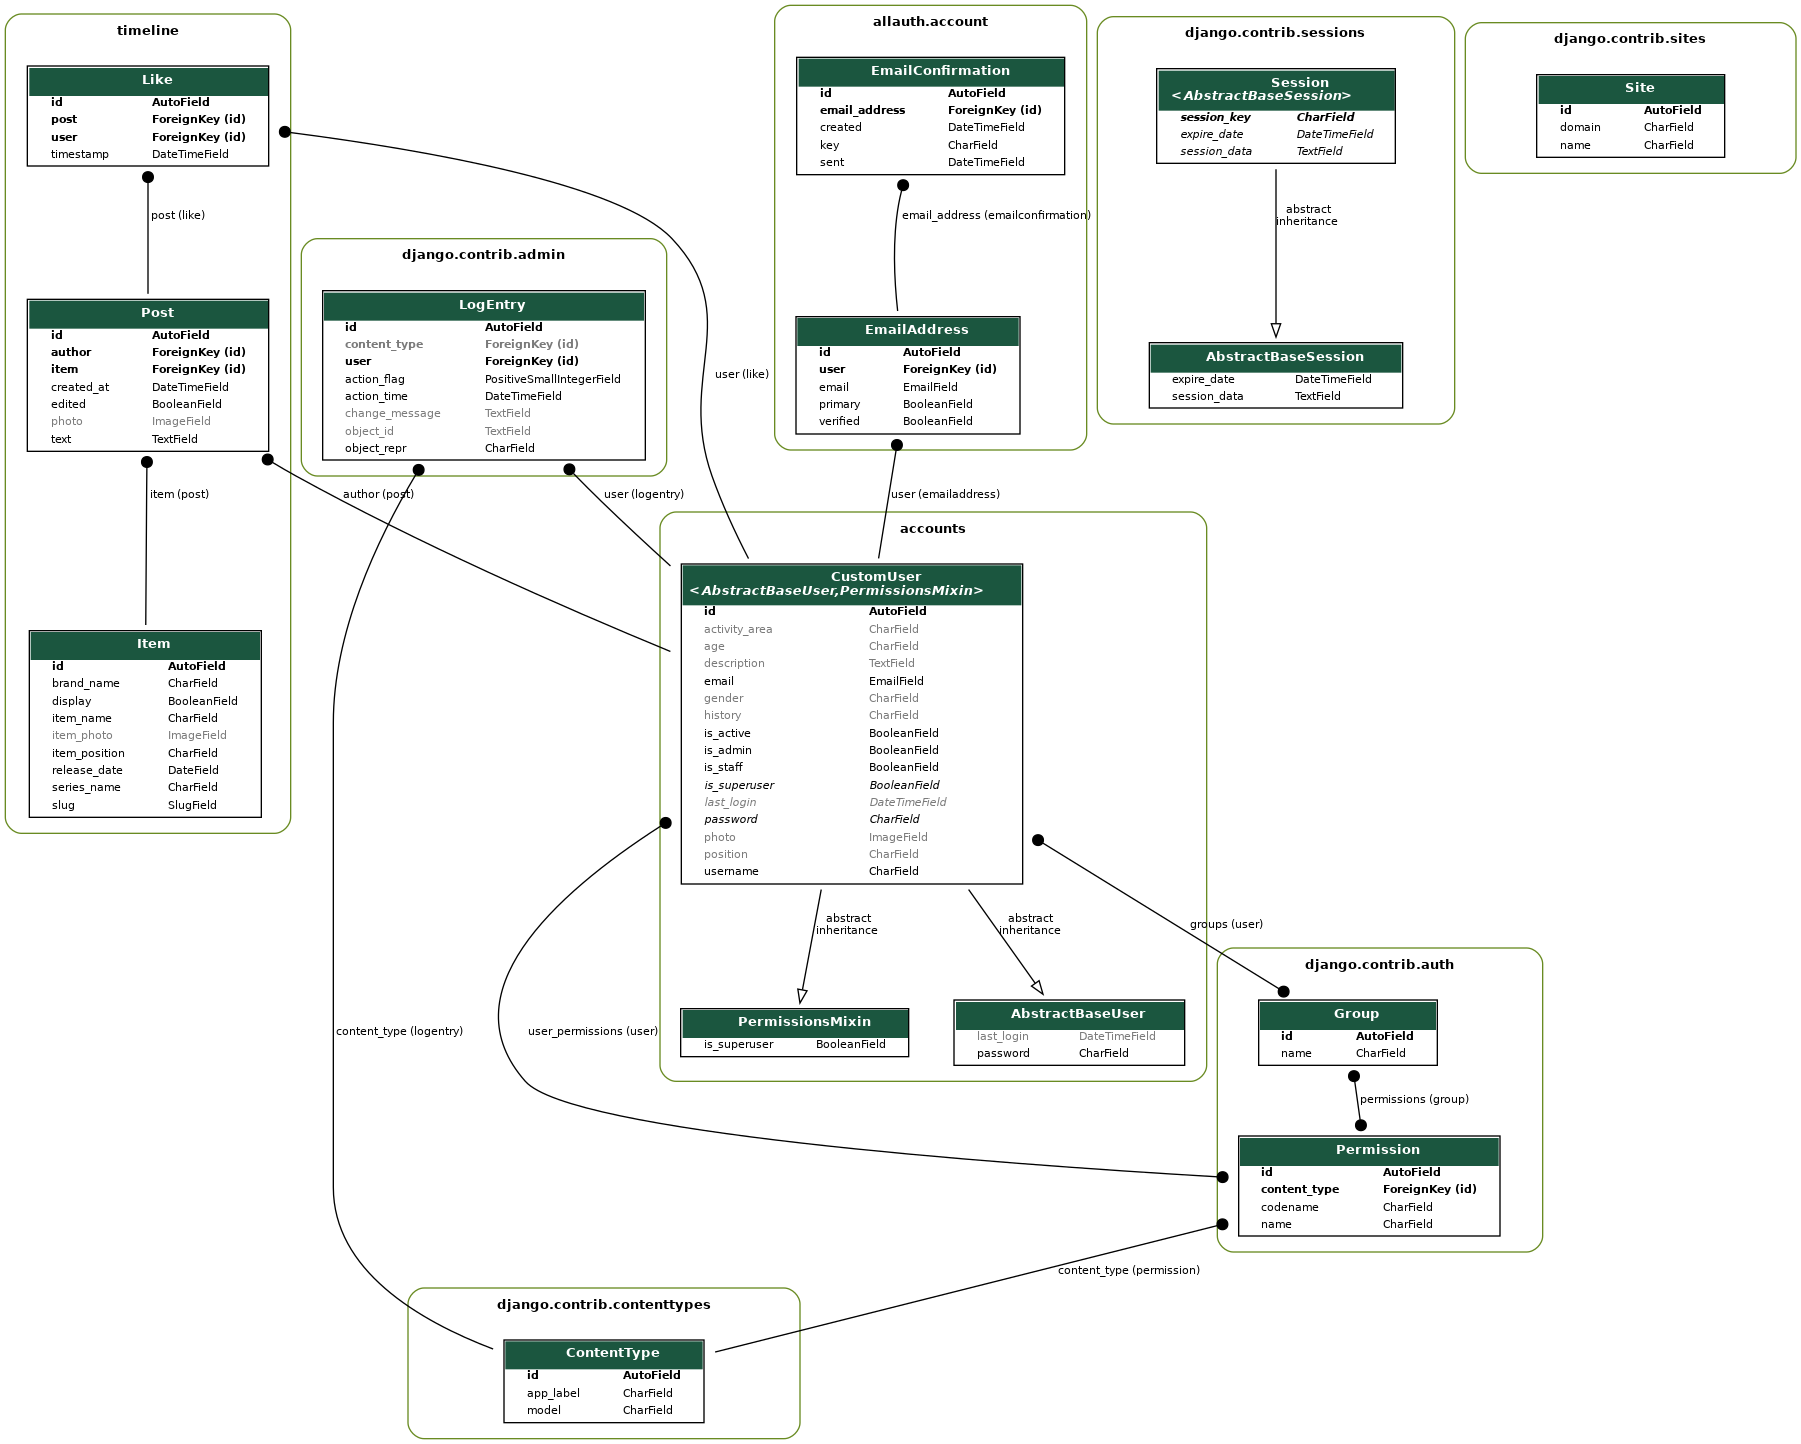 timeline
Like
id AutoField
post ForeignKey (id)
user ForeignKey (id)
timestamp DateTimeField
post (like)
Post
id AutoField
author ForeignKey (id)
item ForeignKey (id)
created_at DateTimeField
edited BooleanField
photo ImageField
text TextField
item (post)
author (post)
Item
id AutoField
brand_name CharField
display BooleanField
item_name CharField
item_photo ImageField
item_position CharField
release_date DateField
series_name CharField
slug SlugField
django.contrib.admin
LogEntry
id AutoField
content_type ForeignKey (id)
user ForeignKey (id)
action_flag PositiveSmallIntegerField
action_time DateTimeField
change_message TextField
object_id TextField
object_repr CharField
user (logentry)
user (like)
content_type (logentry)
allauth.account
EmailConfirmation
id AutoField
email_address ForeignKey (id)
created DateTimeField
key CharField
sent DateTimeField
email_address (emailconfirmation)
EmailAddress
id AutoField
user ForeignKey (id)
email EmailField
primary BooleanField
verified BooleanField
user (emailaddress)
django.contrib.sessions
Session
<AbstractBaseSession>
session_key CharField
expire_date DateTimeField
session_data TextField
abstract
inheritance
AbstractBaseSession
expire_date DateTimeField
session_data TextField
django.contrib.sites
Site
id AutoField
domain CharField
name CharField
accounts
CustomUser
<AbstractBaseUser,PermissionsMixin>
id AutoField
activity_area CharField
age CharField
description TextField
email EmailField
gender CharField
history CharField
is_active BooleanField
is_admin BooleanField
is_staff BooleanField
is_superuser BooleanField
last_login DateTimeField
password CharField
photo ImageField
position CharField
username CharField
abstract
inheritance
abstract
inheritance
groups (user)
user_permissions (user)
PermissionsMixin
is_superuser BooleanField
AbstractBaseUser
last_login DateTimeField
password CharField
django.contrib.auth
Group
id AutoField
name CharField
permissions (group)
Permission
id AutoField
content_type ForeignKey (id)
codename CharField
name CharField
content_type (permission)
django.contrib.contenttypes
ContentType
id AutoField
app_label CharField
model CharField